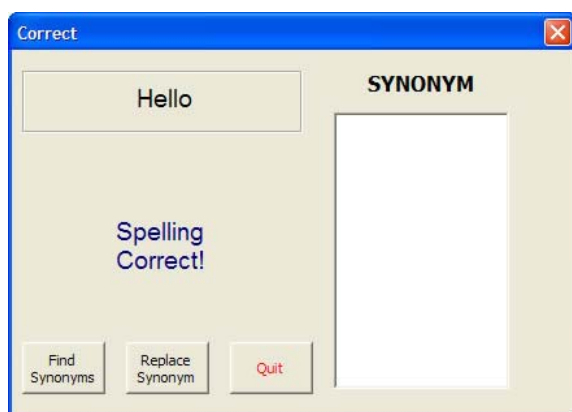 Correct
Hello
SYNONYM
Spelling
Correct!
Find
Synonyms
Replace
Synonym
Quit